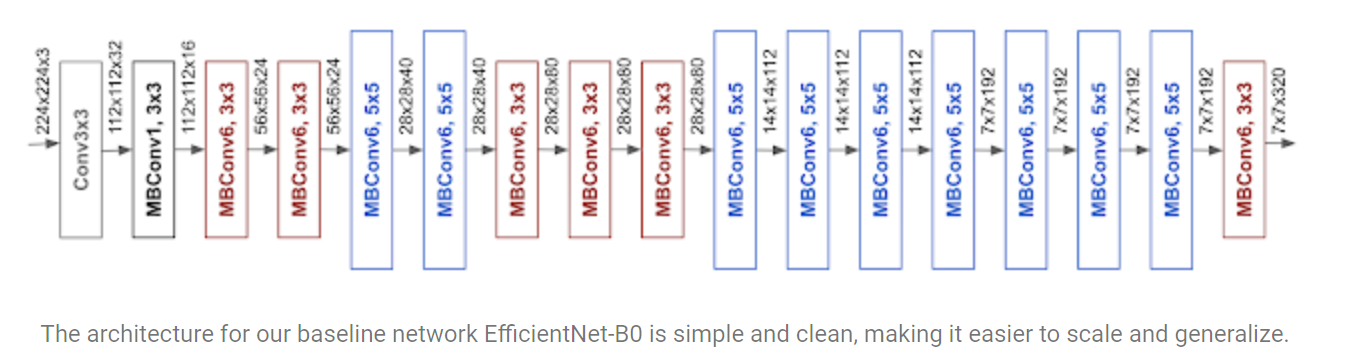 224x224x3
Conv3x3
112x112x32
MBConv1, 3x3
112x112x16
MBConv6, 3x3
56x56x24
MBConv6, 3x3
56x56x24
MBConv6, 5x5
28x28x40
MBConv6, 5x5
28x28x40
MBConv6, 3x3
28x28x80
MBConv6, 3x3
28x28x80
MBConv6, 3x3
28x28x80
MBConv6, 5x5
14x14x112
MBConv6, 5x5
14x14x112
MBConv6, 5x5
14x14x112
MBConv6, 5x5
7x7x192
MBConv6, 5x5
7x7x192
MBConv6, 5x5
7x7x192
MBConv6, 5x5
7x7x192
MBConv6, 3x3
7x7x320
The architecture for our baseline network EfficientNet-B0 is simple and clean, making it easier to scale and generalize.